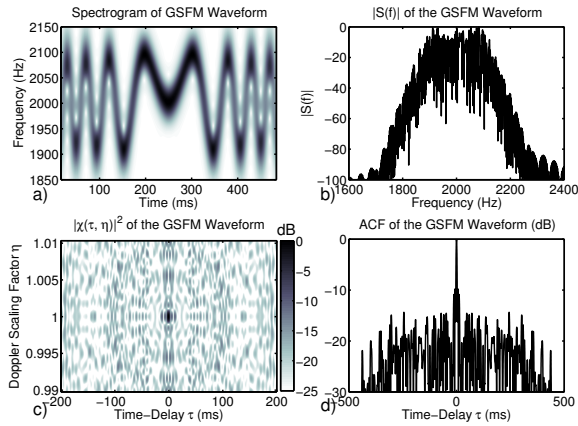 Spectrogram of GSFM Waveform
Frequency (Hz)
2150
2100
2050
2000
1950
1900
1850
100 200 300 400
Time (ms)
a)
|S(f)| of the GSFM Waveform
|S(f)|
0
−20
−40
−60
−80
−100
1600 1800 2000 2200 2400
Frequency (Hz)
b)
|χ(τ, η)|² of the GSFM Waveform
Doppler Scaling Factor η
1.01
1.005
1
0.995
0.99
−200 −100 0 100 200
Time−Delay τ (ms)
c)
dB
0
−5
−10
−15
−20
−25
ACF of the GSFM Waveform (dB)
0
−10
−20
−30
−500 0 500
Time−Delay τ (ms)
d)